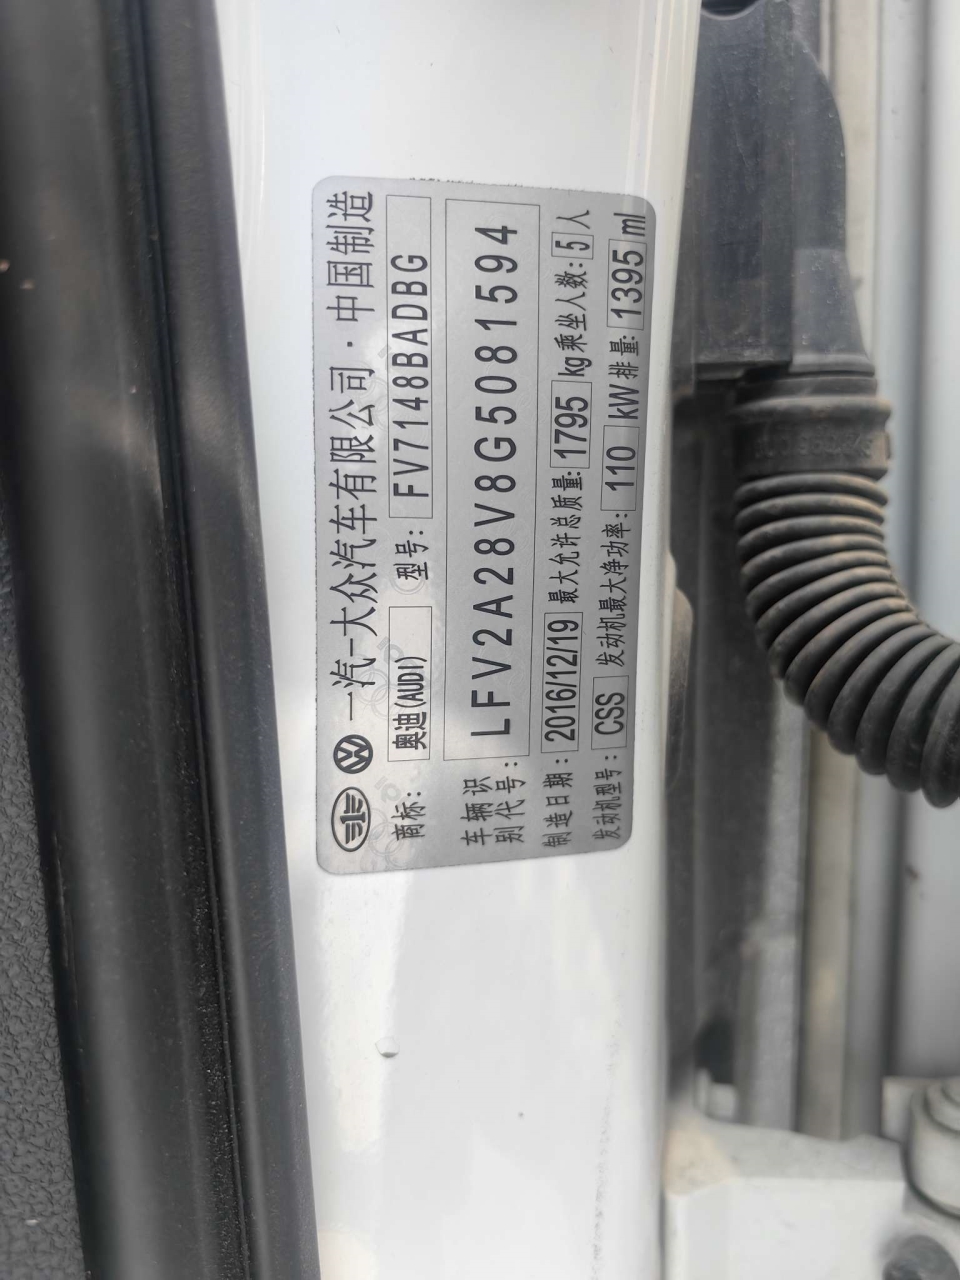 一汽-大众汽车有限公司·中国制造
商标: 奥迪(AUDI) 型号: FV7148BADBG
车辆识别代号: LFV2A28V8G5081594
制造日期: 2016/12/19 最大允许总质量: 1795 kg 乘坐人数: 5 人
发动机型号: CSS 发动机最大净功率: 110 kW 排量: 1395 ml